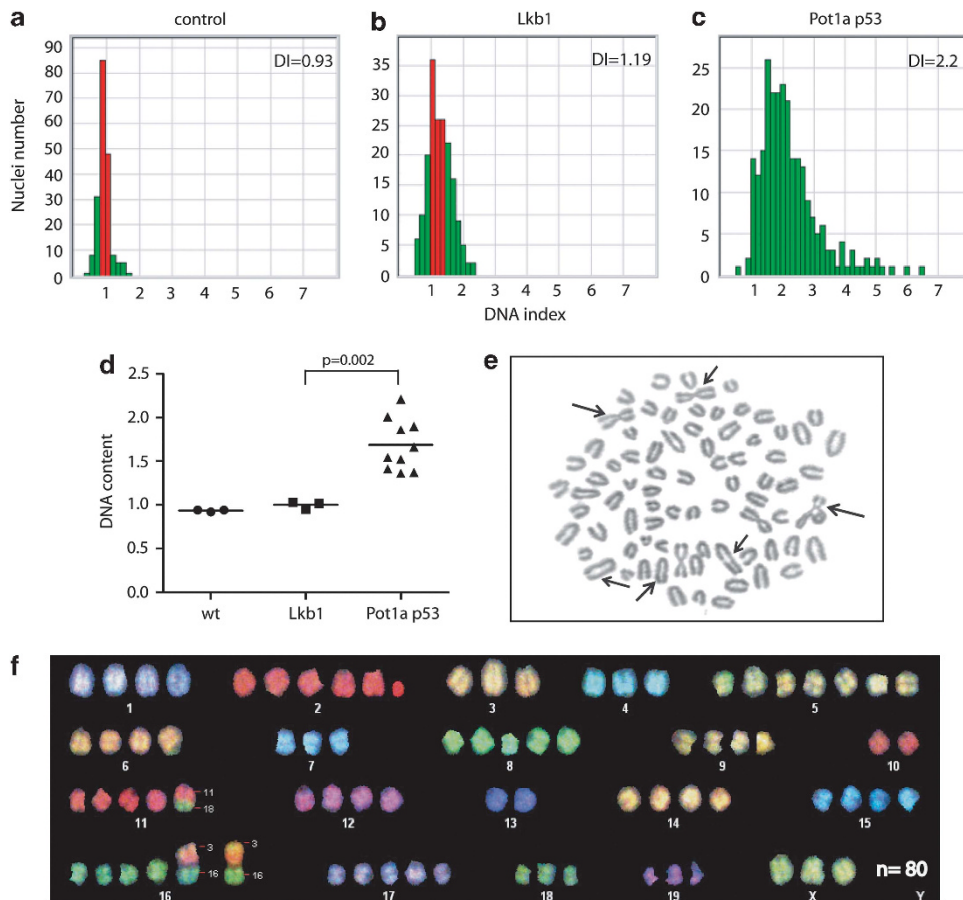 a control
DI=0.93
90
80
70
60
50
40
30
20
10
0
Nuclei number
1 2 3 4 5 6 7
b Lkb1
DI=1.19
35
30
25
20
15
10
5
0
1 2 3 4 5 6 7
DNA index
c Pot1a p53
DI=2.2
25
20
15
10
5
0
1 2 3 4 5 6 7
d
p=0.002
2.5
2.0
1.5
1.0
0.5
0.0
DNA content
wt Lkb1 Pot1a p53
e
f
1 2 3 4 5
6 7 8 9 10
11
18
11 12 13 14 15
3 3
16 16
n= 80
16 17 18 19 X Y